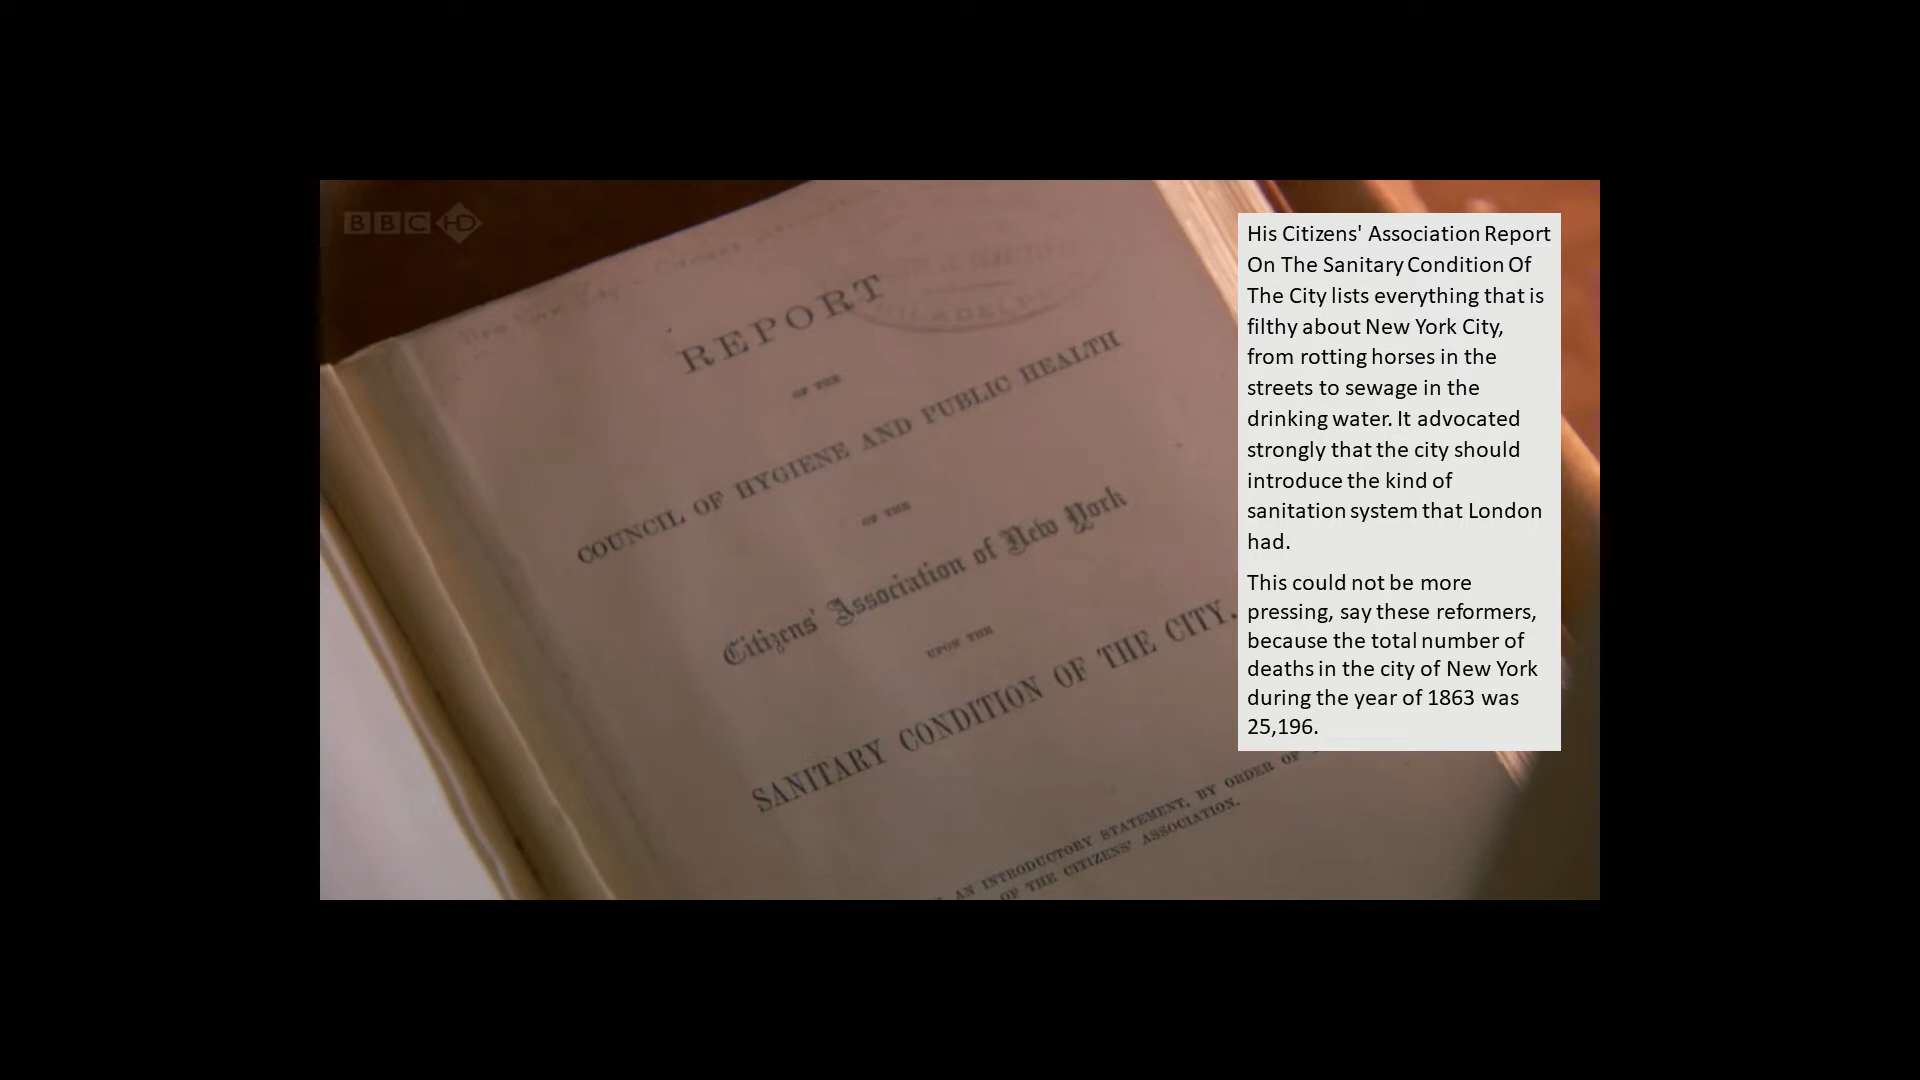 BBC HD
REPORT
OF THE
COUNCIL OF HYGIENE AND PUBLIC HEALTH
OF THE
Citizens' Association of New York
UPON THE
SANITARY CONDITION OF THE CITY.
AN INTRODUCTORY STATEMENT, BY ORDER OF
OF THE CITIZENS' ASSOCIATION.
His Citizens' Association Report
On The Sanitary Condition Of
The City lists everything that is
filthy about New York City,
from rotting horses in the
streets to sewage in the
drinking water. It advocated
strongly that the city should
introduce the kind of
sanitation system that London
had.
This could not be more
pressing, say these reformers,
because the total number of
deaths in the city of New York
during the year of 1863 was
25,196.